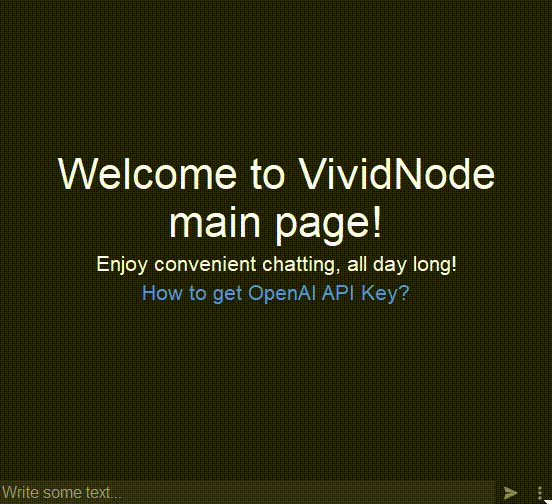 Welcome to VividNode
main page!
Enjoy convenient chatting, all day long!
How to get OpenAI API Key?
Write some text...